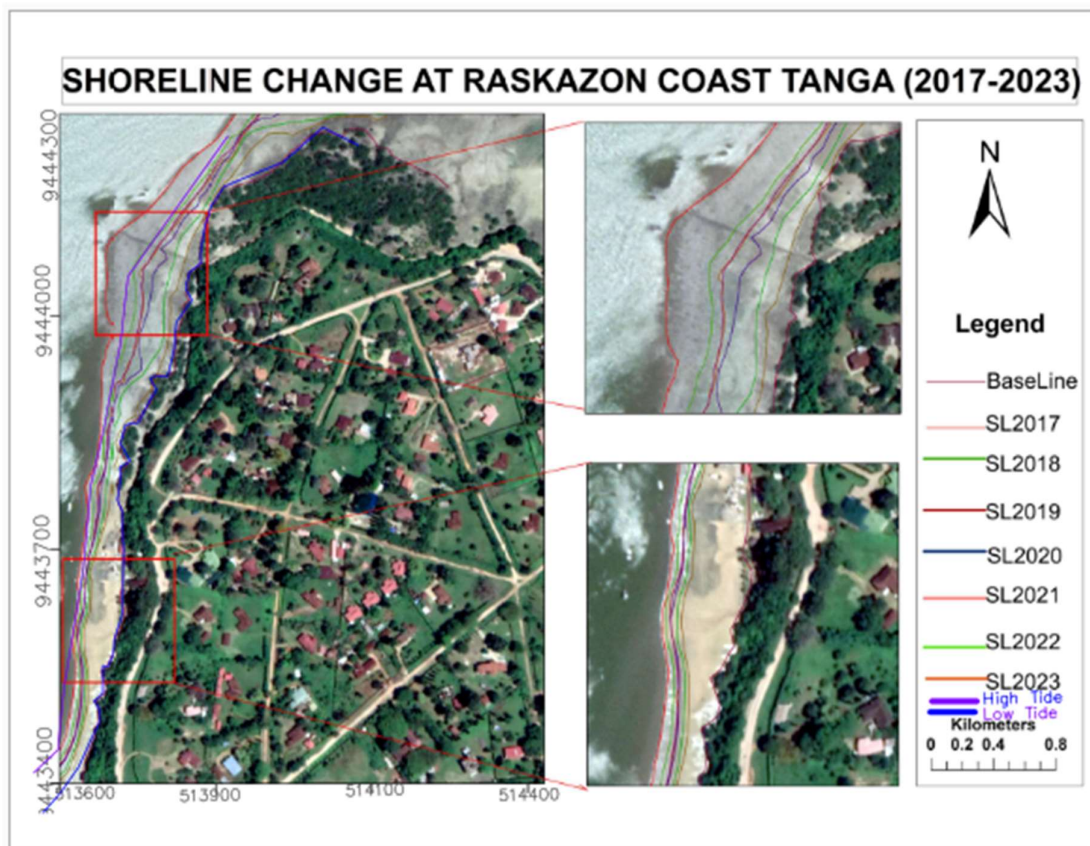 SHORELINE CHANGE AT RASKAZON COAST TANGA (2017-2023)
9444300
9444000
9443700
9443400
513600
513900
514100
514400
N
Legend
BaseLine
SL2017
SL2018
SL2019
SL2020
SL2021
SL2022
SL2023
High Tide
Low Tide
Kilometers
0 0.2 0.4 0.8